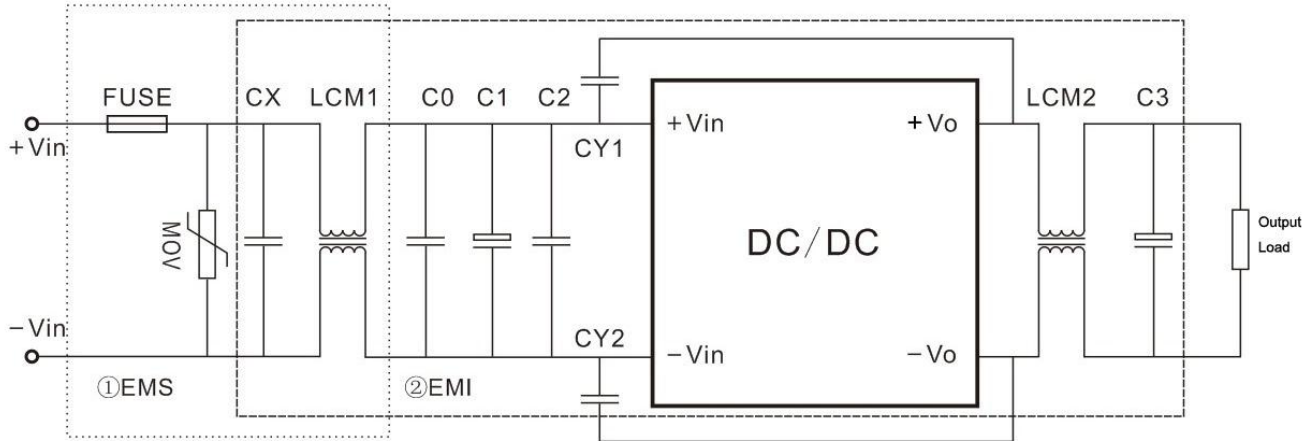 FUSE
CX
LCM1
C0
C1
C2
LCM2
C3
+Vin
CY1
+Vin
+Vo
MOV
DC/DC
Output
Load
−Vin
CY2
−Vin
−Vo
①EMS
②EMI